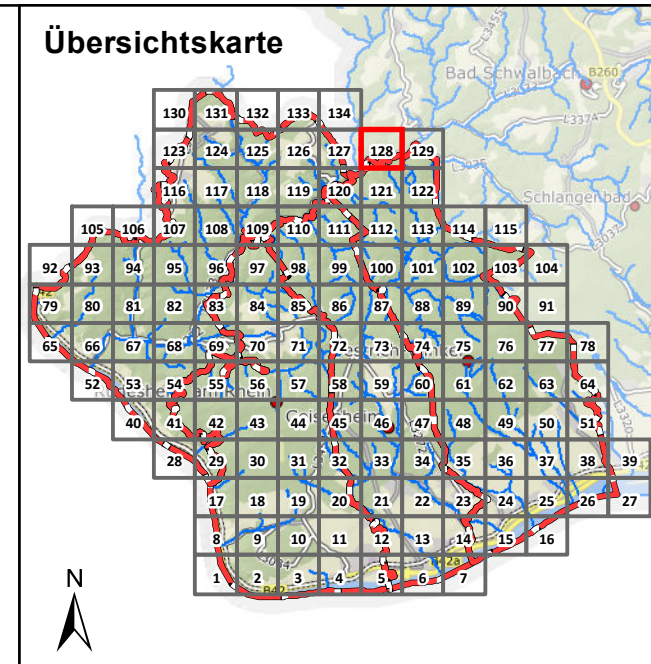 Übersichtskarte
L3455
B260
Bad Schwalbach
L3374
130 131 132 133 134
123 124 125 126 127 128 129
L3035
116 117 118 119 120 121 122
Schlangenbad
L3037
105 106 107 108 109 110 111 112 113 114 115
92 93 94 95 96 97 98 99 100 101 102 103 104
79 80 81 82 83 84 85 86 87 88 89 90 91
65 66 67 68 69 70 71 72 73 74 75 76 77 78
52 53 54 55 56 57 58 59 60 61 62 63 64
Geisenheim
L3320
40 41 42 43 44 45 46 47 48 49 50 51
28 29 30 31 32 33 34 35 36 37 38 39
17 18 19 20 21 22 23 24 25 26 27
8 9 10 11 12 13 14 15 16
L3034
B42a
1 2 3 4 5 6 7
B42
N